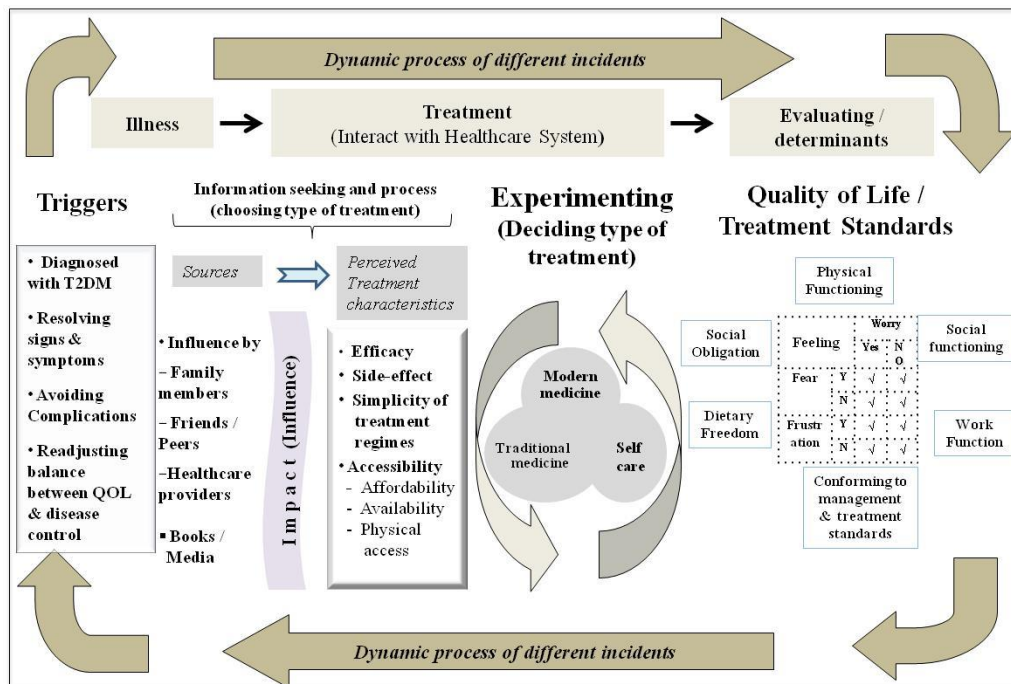 Dynamic process of different incidents
Illness
Treatment
(Interact with Healthcare System)
Evaluating /
determinants
Triggers
• Diagnosed
with T2DM
• Resolving
signs &
symptoms
• Avoiding
Complications
• Readjusting
balance
between QOL
& disease
control
Information seeking and process
(choosing type of treatment)
Sources
Perceived
Treatment
characteristics
• Influence by
– Family
members
– Friends /
Peers
–Healthcare
providers
▪ Books /
Media
Impact (Influence)
• Efficacy
• Side-effect
• Simplicity of
treatment
regimes
• Accessibility
- Affordability
- Availability
- Physical
access
Experimenting
(Deciding type of
treatment)
Modern
medicine
Traditional
medicine
Self
care
Quality of Life /
Treatment Standards
Physical
Functioning
Social
Obligation
Dietary
Freedom
Feeling
Worry
Yes
N
O
Fear
Y
√
√
N
√
√
Frustr
ation
Y
√
√
N
√
√
Social
functioning
Work
Function
Conforming to
management
& treatment
standards
Dynamic process of different incidents